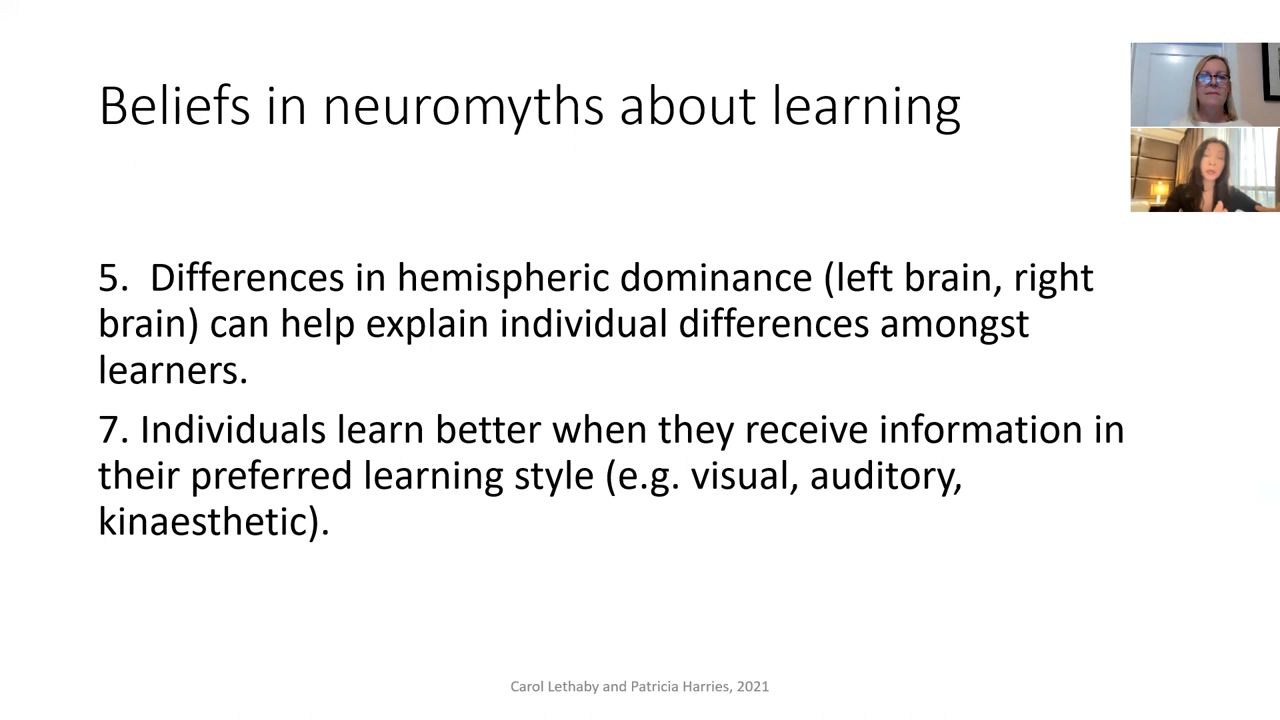 Beliefs in neuromyths about learning
5. Differences in hemispheric dominance (left brain, right
brain) can help explain individual differences amongst
learners.
7. Individuals learn better when they receive information in
their preferred learning style (e.g. visual, auditory,
kinaesthetic).
Carol Lethaby and Patricia Harries, 2021